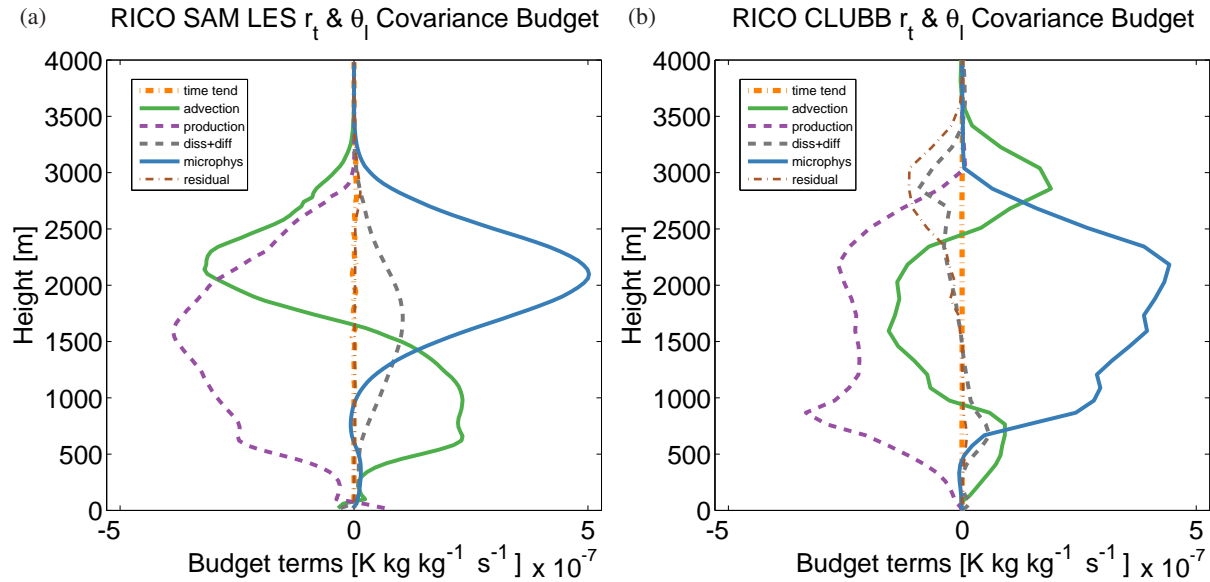 (a)
RICO SAM LES r_t & θ_l Covariance Budget
4000
3500
3000
2500
2000
1500
1000
500
0
Height [m]
time tend
advection
production
diss+diff
microphys
residual
-5
0
5
Budget terms [K kg kg^-1 s^-1] x 10^-7
(b)
RICO CLUBB r_t & θ_l Covariance Budget
4000
3500
3000
2500
2000
1500
1000
500
0
Height [m]
time tend
advection
production
diss+diff
microphys
residual
-5
0
5
Budget terms [K kg kg^-1 s^-1] x 10^-7